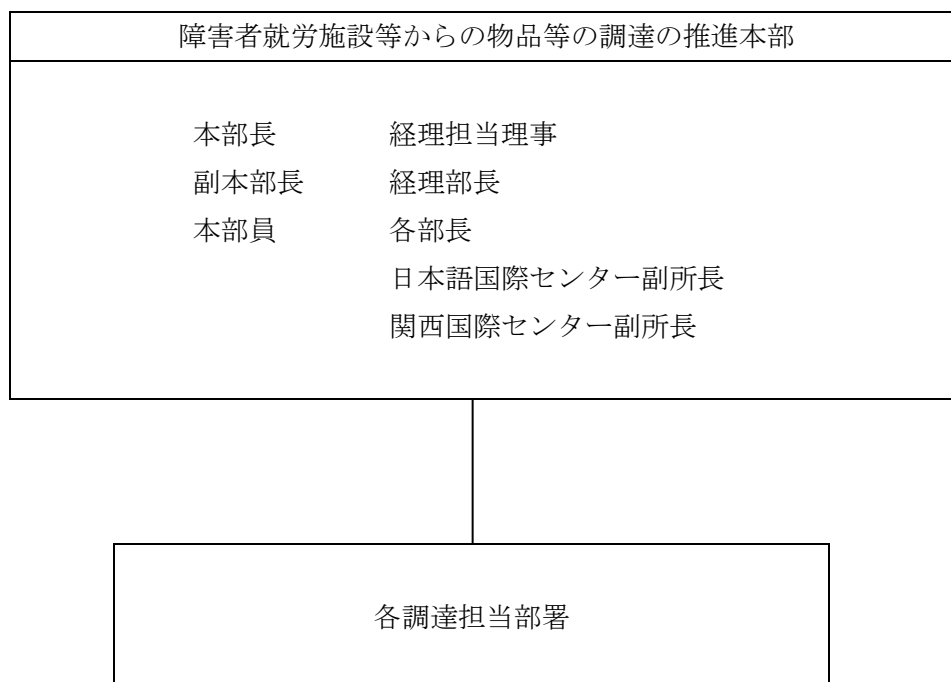 障害者就労施設等からの物品等の調達の推進本部
本部長 経理担当理事
副本部長 経理部長
本部員 各部長
日本語国際センター副所長
関西国際センター副所長
各調達担当部署